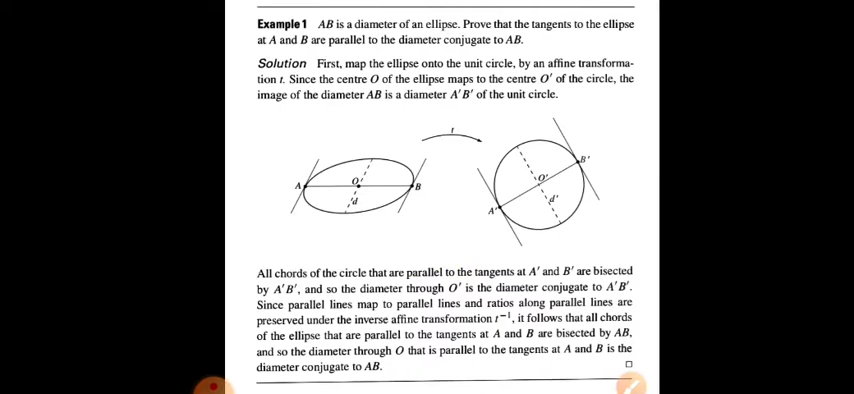 Example 1 AB is a diameter of an ellipse. Prove that the tangents to the ellipse
at A and B are parallel to the diameter conjugate to AB.
Solution First, map the ellipse onto the unit circle, by an affine transforma-
tion t. Since the centre O of the ellipse maps to the centre O′ of the circle, the
image of the diameter AB is a diameter A′B′ of the unit circle.
t
A O' B d
B' O' d' A'
All chords of the circle that are parallel to the tangents at A′ and B′ are bisected
by A′B′, and so the diameter through O′ is the diameter conjugate to A′B′.
Since parallel lines map to parallel lines and ratios along parallel lines are
preserved under the inverse affine transformation t⁻¹, it follows that all chords
of the ellipse that are parallel to the tangents at A and B are bisected by AB,
and so the diameter through O that is parallel to the tangents at A and B is the
diameter conjugate to AB. □